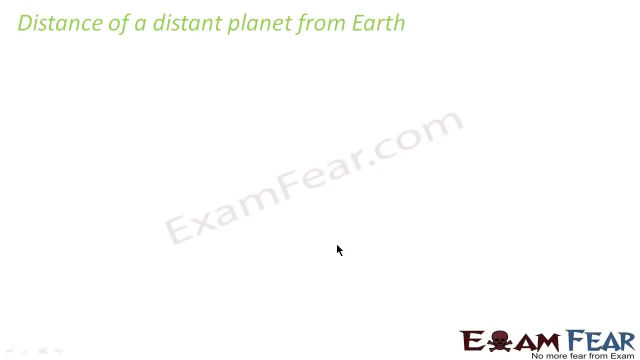 Distance of a distant planet from Earth
ExamFear.com
EXAM FEAR
No more fear from Exam